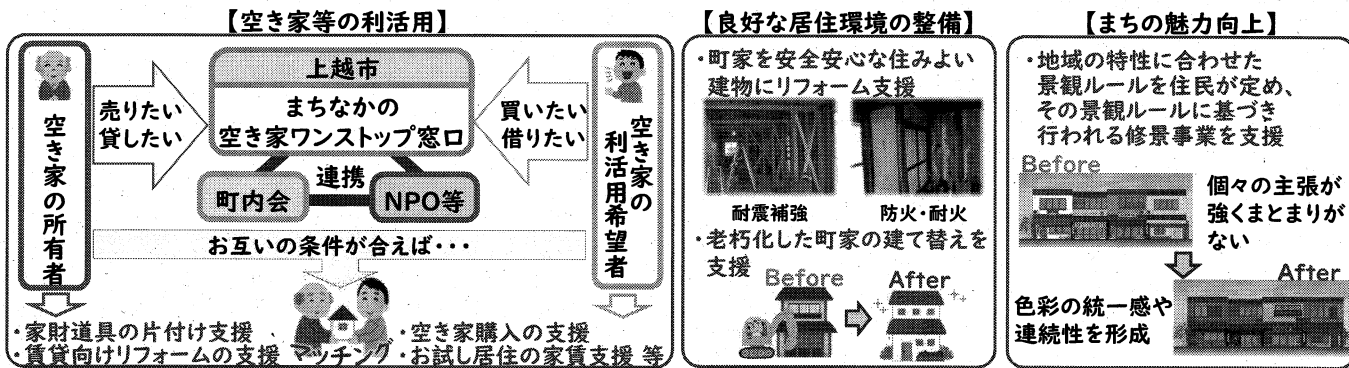 【空き家等の利活用】
空き家の所有者
売りたい
貸したい
上越市
まちなかの
空き家ワンストップ窓口
連携
町内会
NPO等
買いたい
借りたい
空き家の
利活用希望者
お互いの条件が合えば・・・
・家財道具の片付け支援
・賃貸向けリフォームの支援
マッチング
・空き家購入の支援
・お試し居住の家賃支援 等
【良好な居住環境の整備】
・町家を安全安心な住みよい
建物にリフォーム支援
耐震補強
防火・耐火
・老朽化した町家の建て替えを
支援
Before
After
【まちの魅力向上】
・地域の特性に合わせた
景観ルールを住民が定め、
その景観ルールに基づき
行われる修景事業を支援
Before
個々の主張が
強くまとまりが
ない
After
色彩の統一感や
連続性を形成